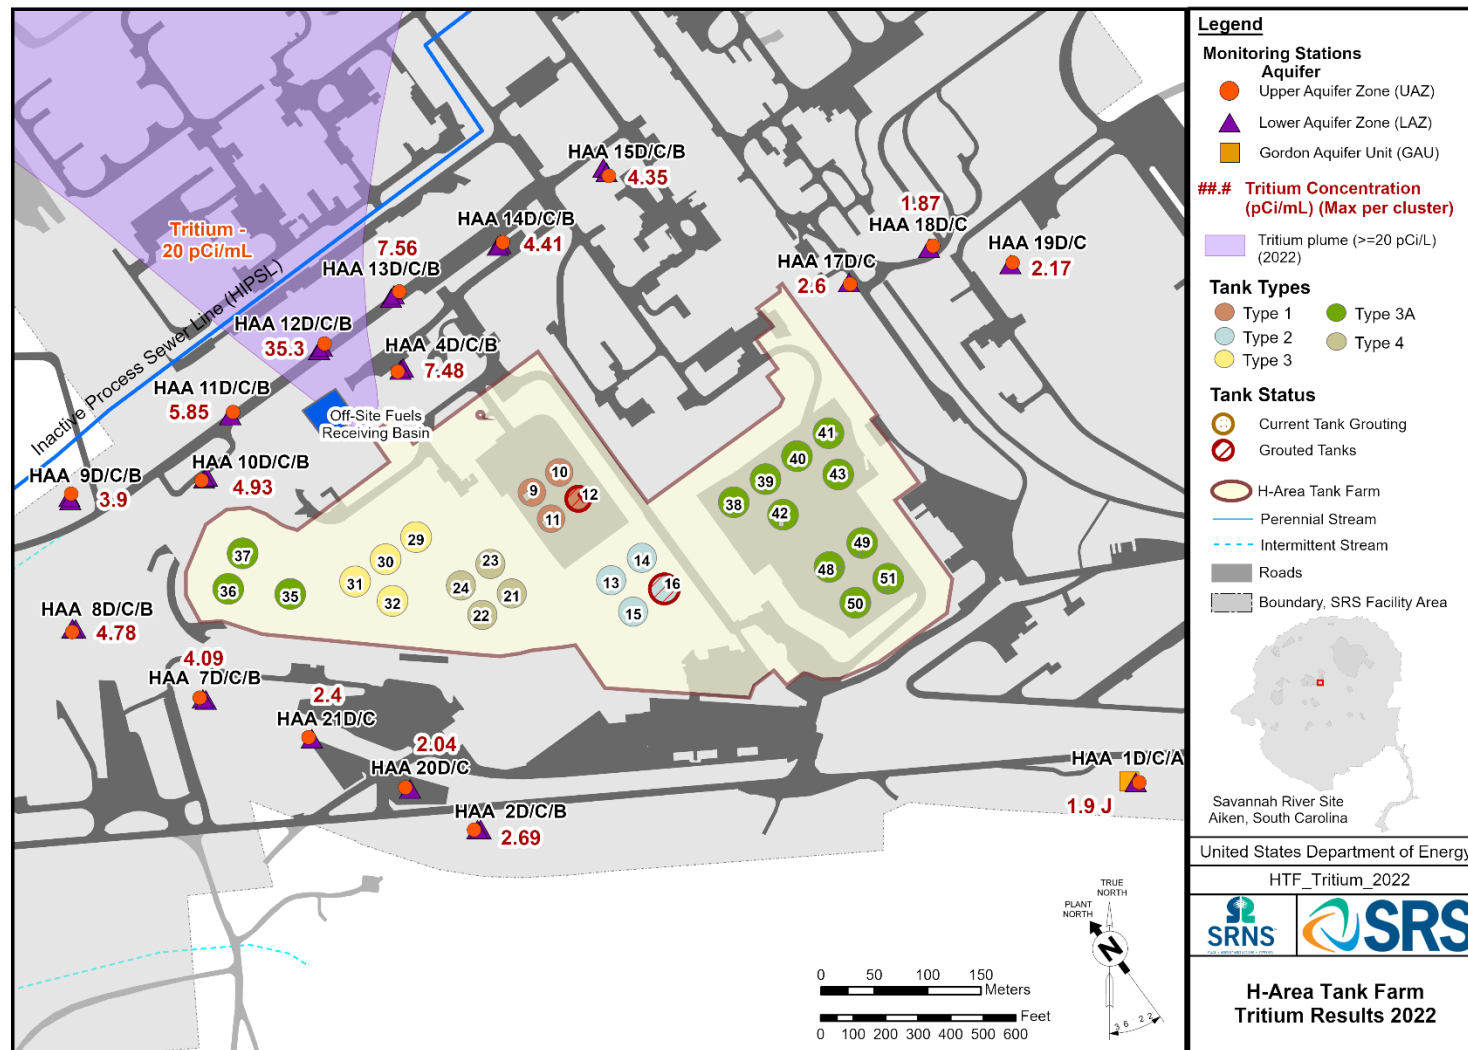 HAA 15D/C/B
4.35
1.87
HAA 18D/C
HAA 14D/C/B
4.41
Tritium -
20 pCi/mL
7.56
HAA 13D/C/B
HAA 19D/C
2.17
HAA 17D/C
2.6
Inactive Process Sewer Line (HIPSL)
HAA 12D/C/B
35.3
HAA 4D/C/B
7.48
HAA 11D/C/B
5.85
Off-Site Fuels
Receiving Basin
HAA 10D/C/B
4.93
HAA 9D/C/B
3.9
41
40
43
39
38
42
10
9
12
11
49
48
51
50
37
36
35
29
30
31
32
23
24
21
22
14
13
16
15
HAA 8D/C/B
4.78
4.09
HAA 7D/C/B
2.4
HAA 21D/C
2.04
HAA 20D/C
HAA 2D/C/B
2.69
HAA 1D/C/A
1.9 J
TRUE
NORTH
PLANT
NORTH
N
36°22'
0 50 100 150
Meters
Feet
0 100 200 300 400 500 600
Legend
Monitoring Stations
Aquifer
Upper Aquifer Zone (UAZ)
Lower Aquifer Zone (LAZ)
Gordon Aquifer Unit (GAU)
##.# Tritium Concentration
(pCi/mL) (Max per cluster)
Tritium plume (>=20 pCi/L)
(2022)
Tank Types
Type 1
Type 3A
Type 2
Type 4
Type 3
Tank Status
Current Tank Grouting
Grouted Tanks
H-Area Tank Farm
Perennial Stream
Intermittent Stream
Roads
Boundary, SRS Facility Area
Savannah River Site
Aiken, South Carolina
United States Department of Energy
HTF_Tritium_2022
SRNS
SRS
H-Area Tank Farm
Tritium Results 2022